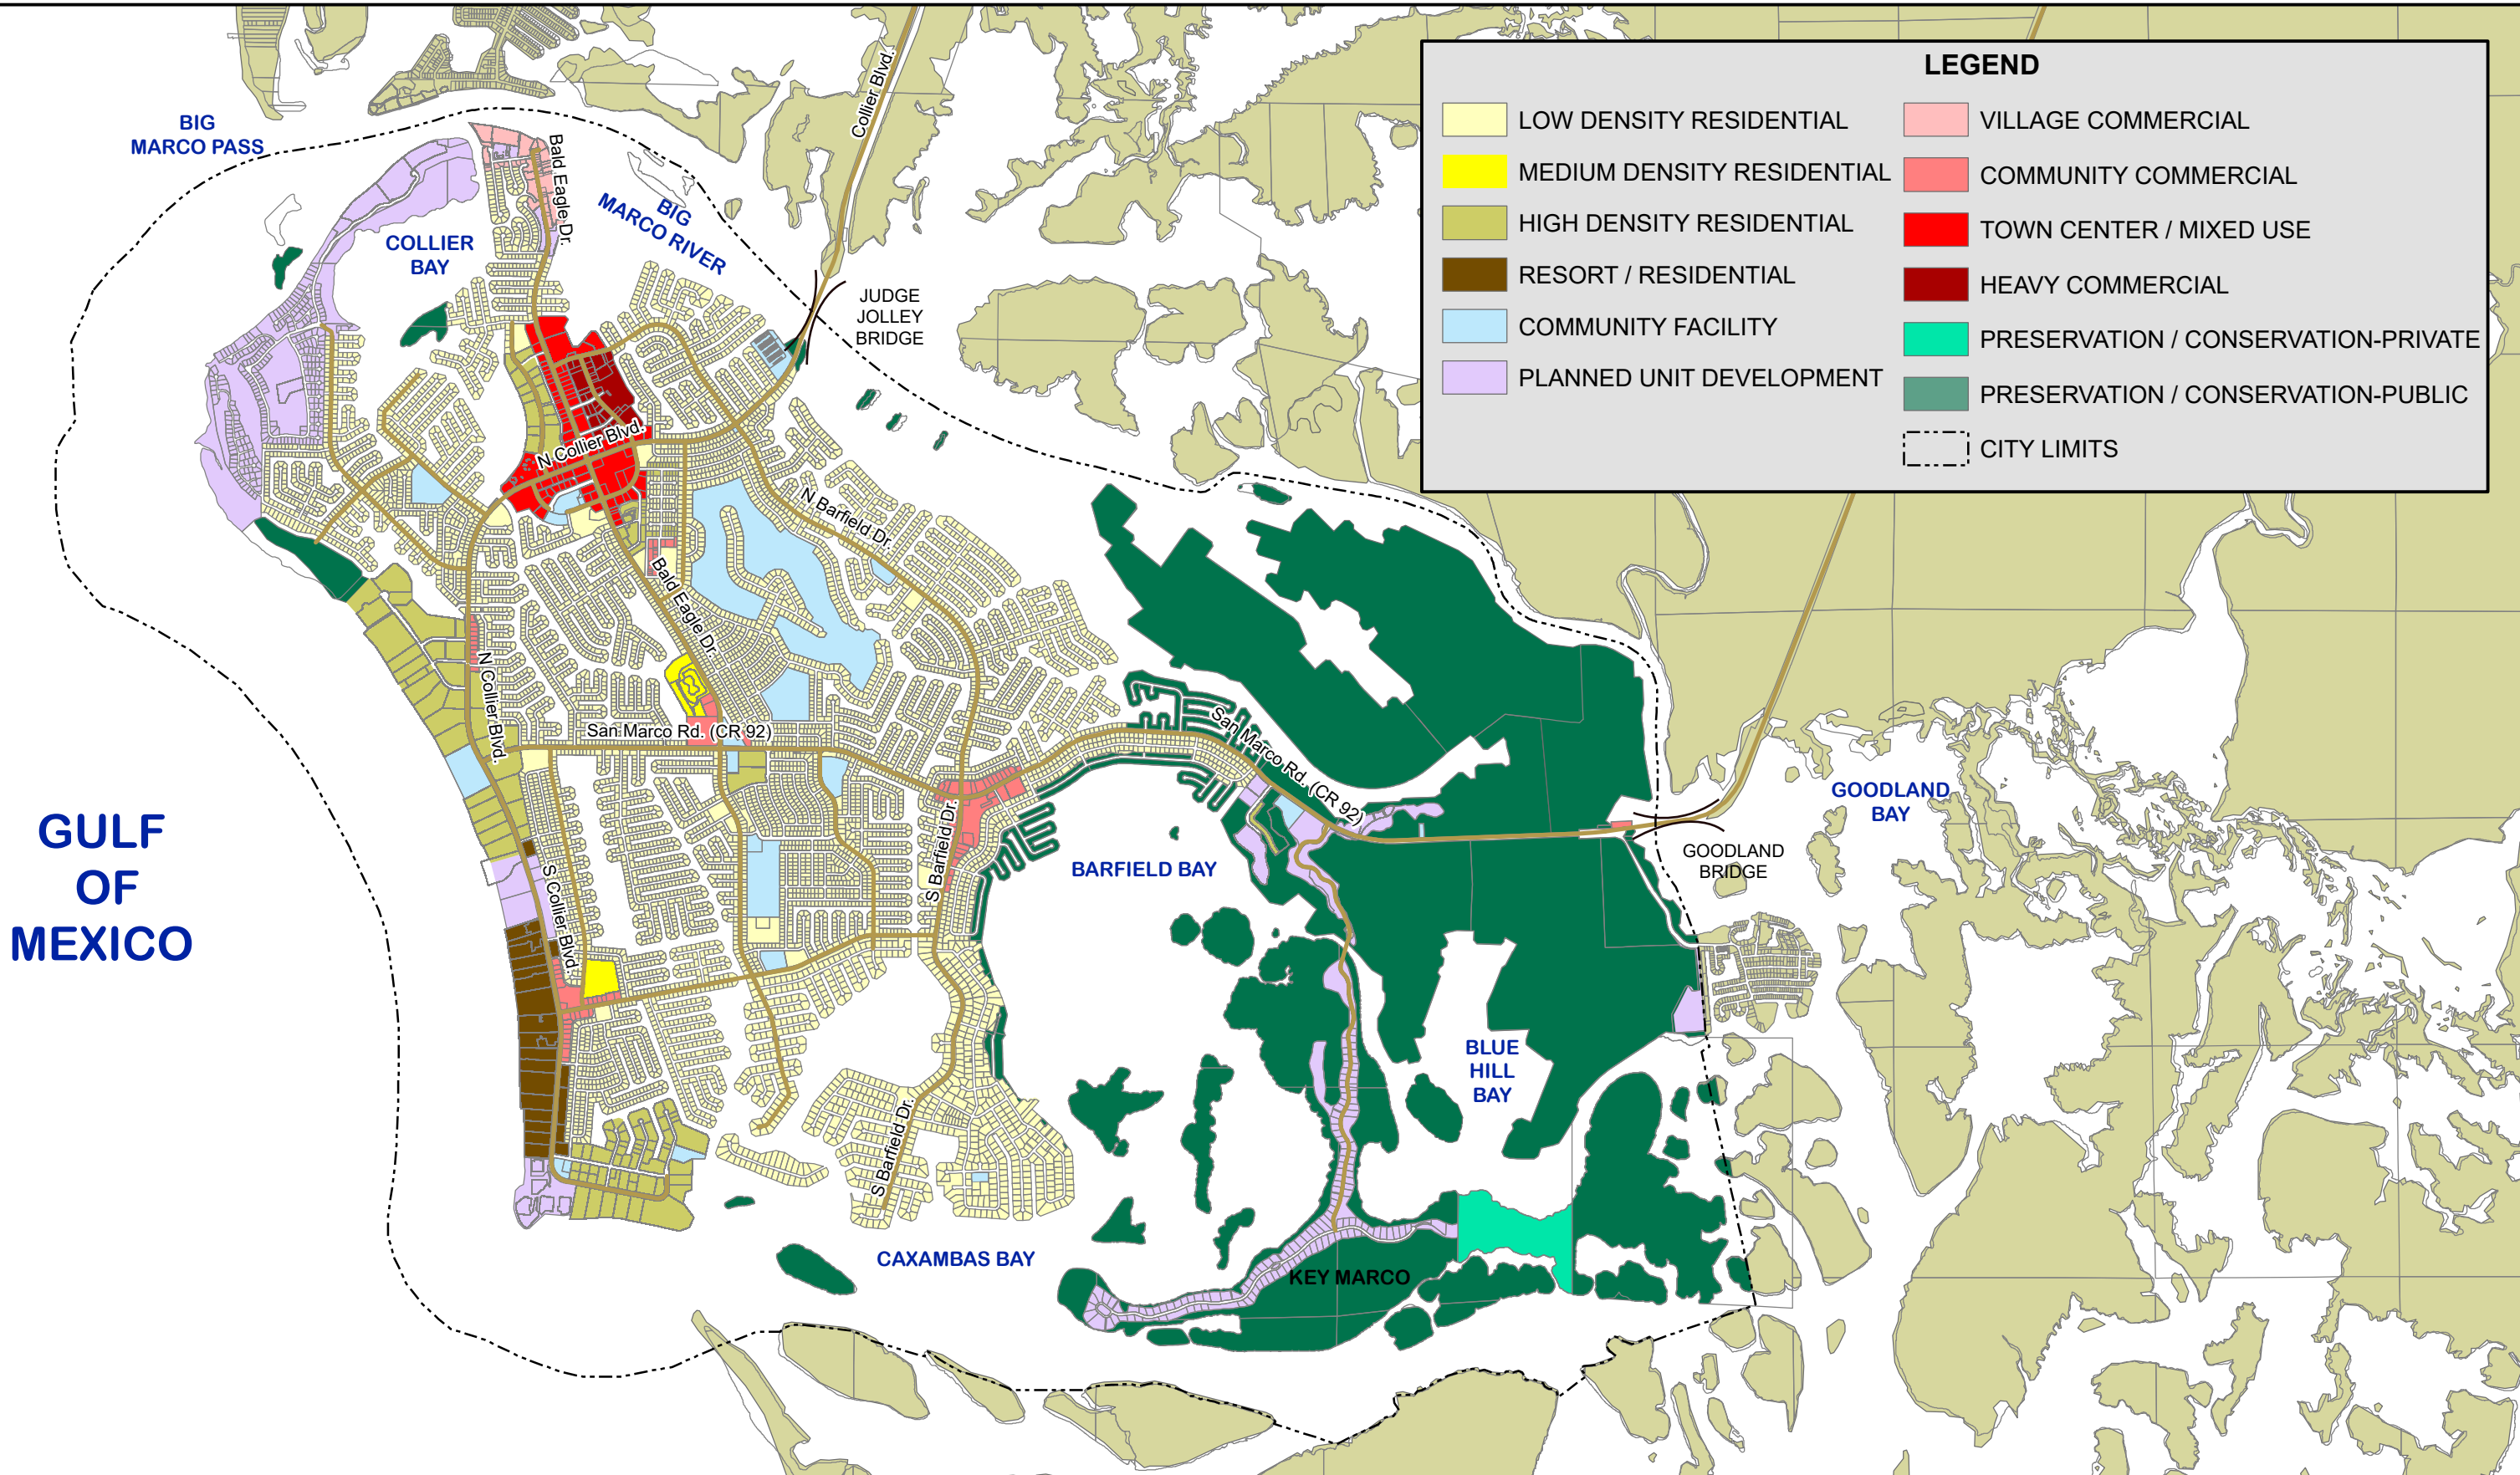 LEGEND
LOW DENSITY RESIDENTIAL
MEDIUM DENSITY RESIDENTIAL
HIGH DENSITY RESIDENTIAL
RESORT / RESIDENTIAL
COMMUNITY FACILITY
PLANNED UNIT DEVELOPMENT
VILLAGE COMMERCIAL
COMMUNITY COMMERCIAL
TOWN CENTER / MIXED USE
HEAVY COMMERCIAL
PRESERVATION / CONSERVATION-PRIVATE
PRESERVATION / CONSERVATION-PUBLIC
CITY LIMITS
BIG
MARCO PASS
Collier Blvd.
Bald Eagle Dr.
BIG
MARCO RIVER
COLLIER
BAY
JUDGE
JOLLEY
BRIDGE
N Collier Blvd.
N Barfield Dr.
Bald Eagle Dr.
N Collier Blvd.
San Marco Rd. (CR 92)
San Marco Rd. (CR 92)
GULF
OF
MEXICO
GOODLAND
BAY
GOODLAND
BRIDGE
BARFIELD BAY
S Barfield Dr.
S Collier Blvd.
BLUE
HILL
BAY
S Barfield Dr.
CAXAMBAS BAY
KEY MARCO